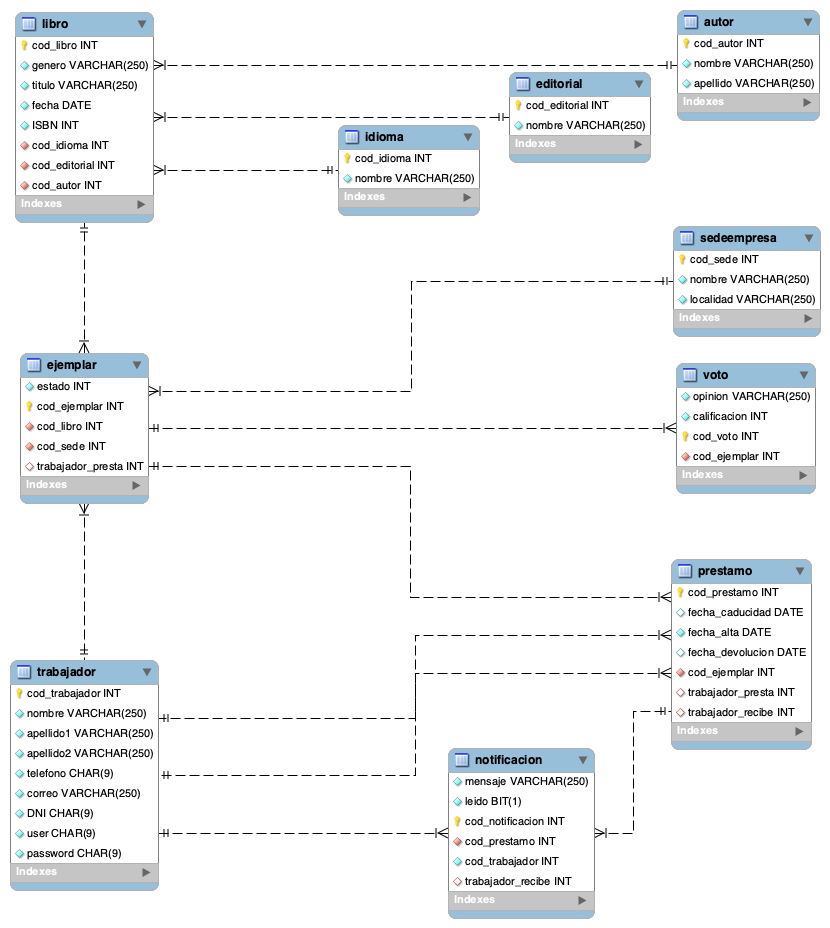 libro
cod_libro INT
genero VARCHAR(250)
titulo VARCHAR(250)
fecha DATE
ISBN INT
cod_idioma INT
cod_editorial INT
cod_autor INT
Indexes
autor
cod_autor INT
nombre VARCHAR(250)
apellido VARCHAR(250)
Indexes
editorial
cod_editorial INT
nombre VARCHAR(250)
Indexes
idioma
cod_idioma INT
nombre VARCHAR(250)
Indexes
sedeempresa
cod_sede INT
nombre VARCHAR(250)
localidad VARCHAR(250)
Indexes
ejemplar
estado INT
cod_ejemplar INT
cod_libro INT
cod_sede INT
trabajador_presta INT
Indexes
voto
opinion VARCHAR(250)
calificacion INT
cod_voto INT
cod_ejemplar INT
Indexes
prestamo
cod_prestamo INT
fecha_caducidad DATE
fecha_alta DATE
fecha_devolucion DATE
cod_ejemplar INT
trabajador_presta INT
trabajador_recibe INT
Indexes
trabajador
cod_trabajador INT
nombre VARCHAR(250)
apellido1 VARCHAR(250)
apellido2 VARCHAR(250)
telefono CHAR(9)
correo VARCHAR(250)
DNI CHAR(9)
user CHAR(9)
password CHAR(9)
Indexes
notificacion
mensaje VARCHAR(250)
leido BIT(1)
cod_notificacion INT
cod_prestamo INT
cod_trabajador INT
trabajador_recibe INT
Indexes